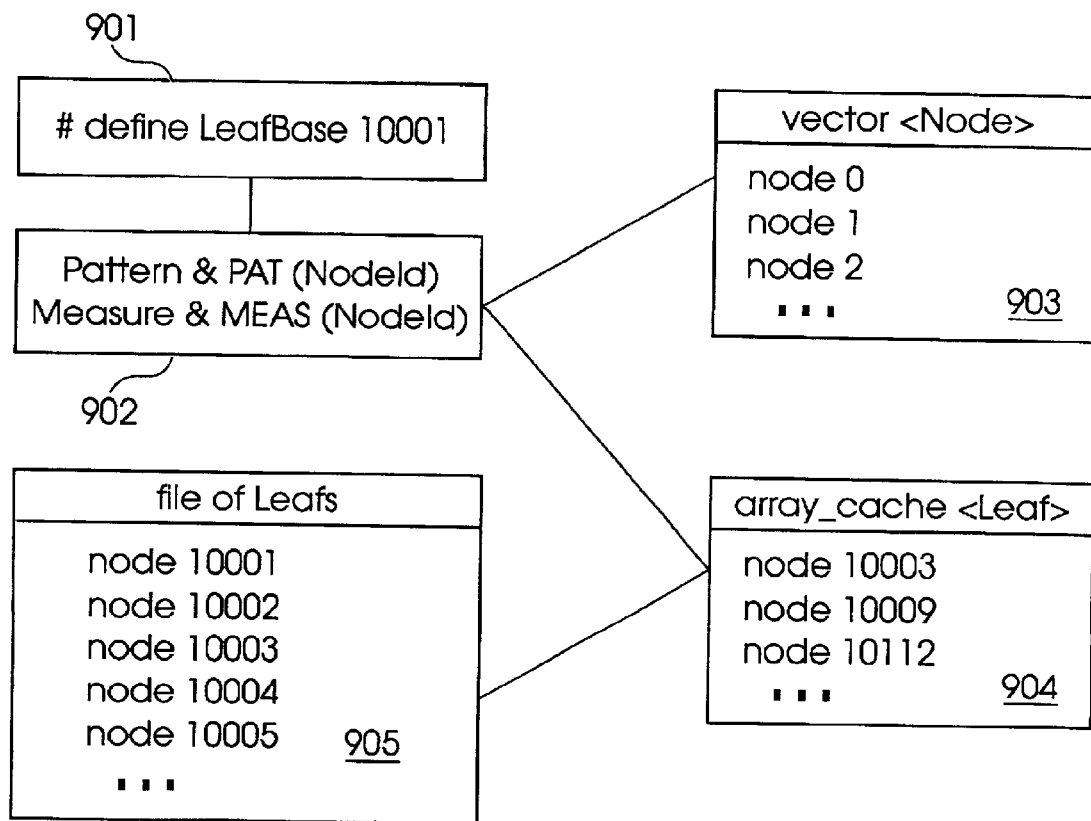 901
# define LeafBase 10001
Pattern & PAT (NodeId)
Measure & MEAS (NodeId)
902
vector <Node>
node 0
node 1
node 2
...
903
file of Leafs
node 10001
node 10002
node 10003
node 10004
node 10005
...
905
array_cache <Leaf>
node 10003
node 10009
node 10112
...
904